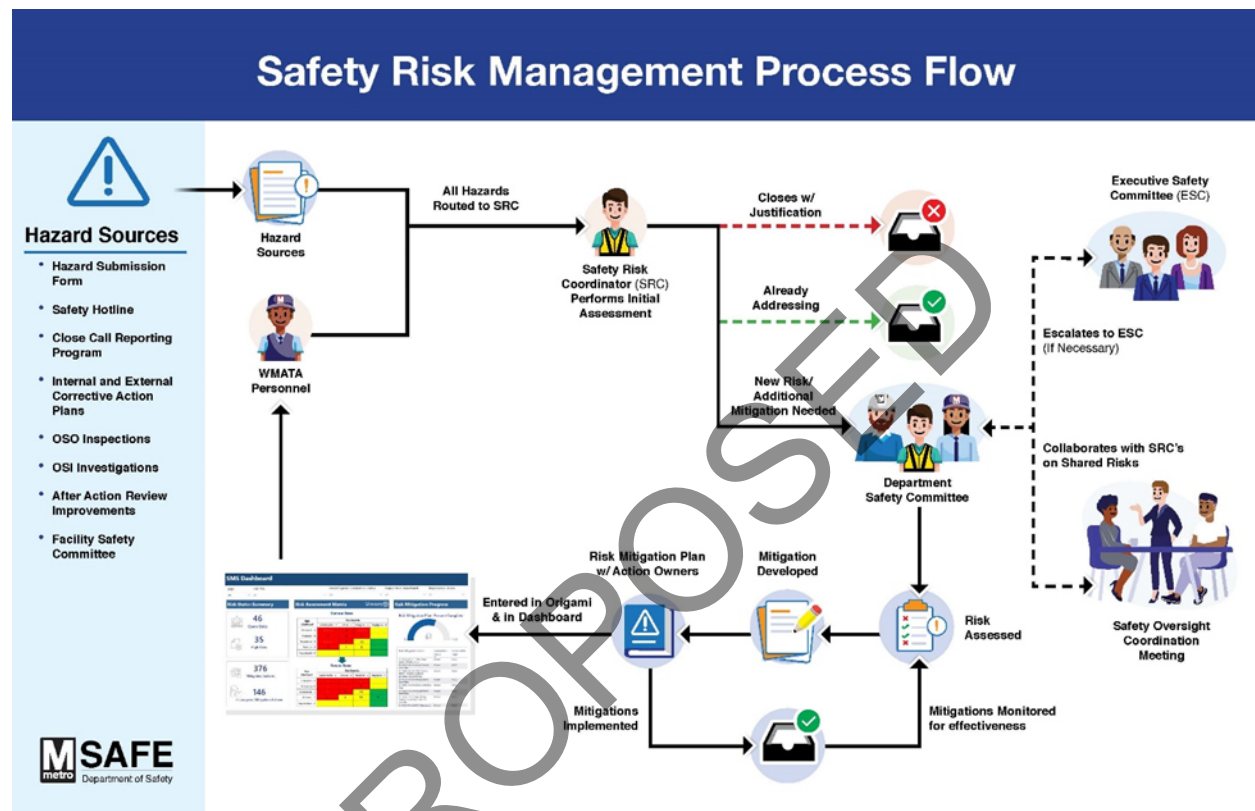 Safety Risk Management Process Flow
Hazard Sources
• Hazard Submission
Form
• Safety Hotline
• Close Call Reporting
Program
• Internal and External
Corrective Action
Plans
• OSO Inspections
• OSI Investigations
• After Action Review
Improvements
• Facility Safety
Committee
M
metro
SAFE
Department of Safety
Hazard
Sources
WMATA
Personnel
All Hazards
Routed to SRC
Safety Risk
Coordinator (SRC)
Performs Initial
Assessment
Closes w/
Justification
Already
Addressing
New Risk/
Additional
Mitigation Needed
Department
Safety Committee
Executive Safety
Committee (ESC)
Escalates to ESC
(If Necessary)
Collaborates with SRC's
on Shared Risks
Safety Oversight
Coordination
Meeting
Risk
Assessed
Mitigation
Developed
Risk Mitigation Plan
w/ Action Owners
Entered in Origami
& in Dashboard
Mitigations
Implemented
Mitigations Monitored
for effectiveness
SMS Dashboard
Risk Status Summary
46
35
376
146
Risk Assessment Matrix
Risk Mitigation Progress
PROPOSED